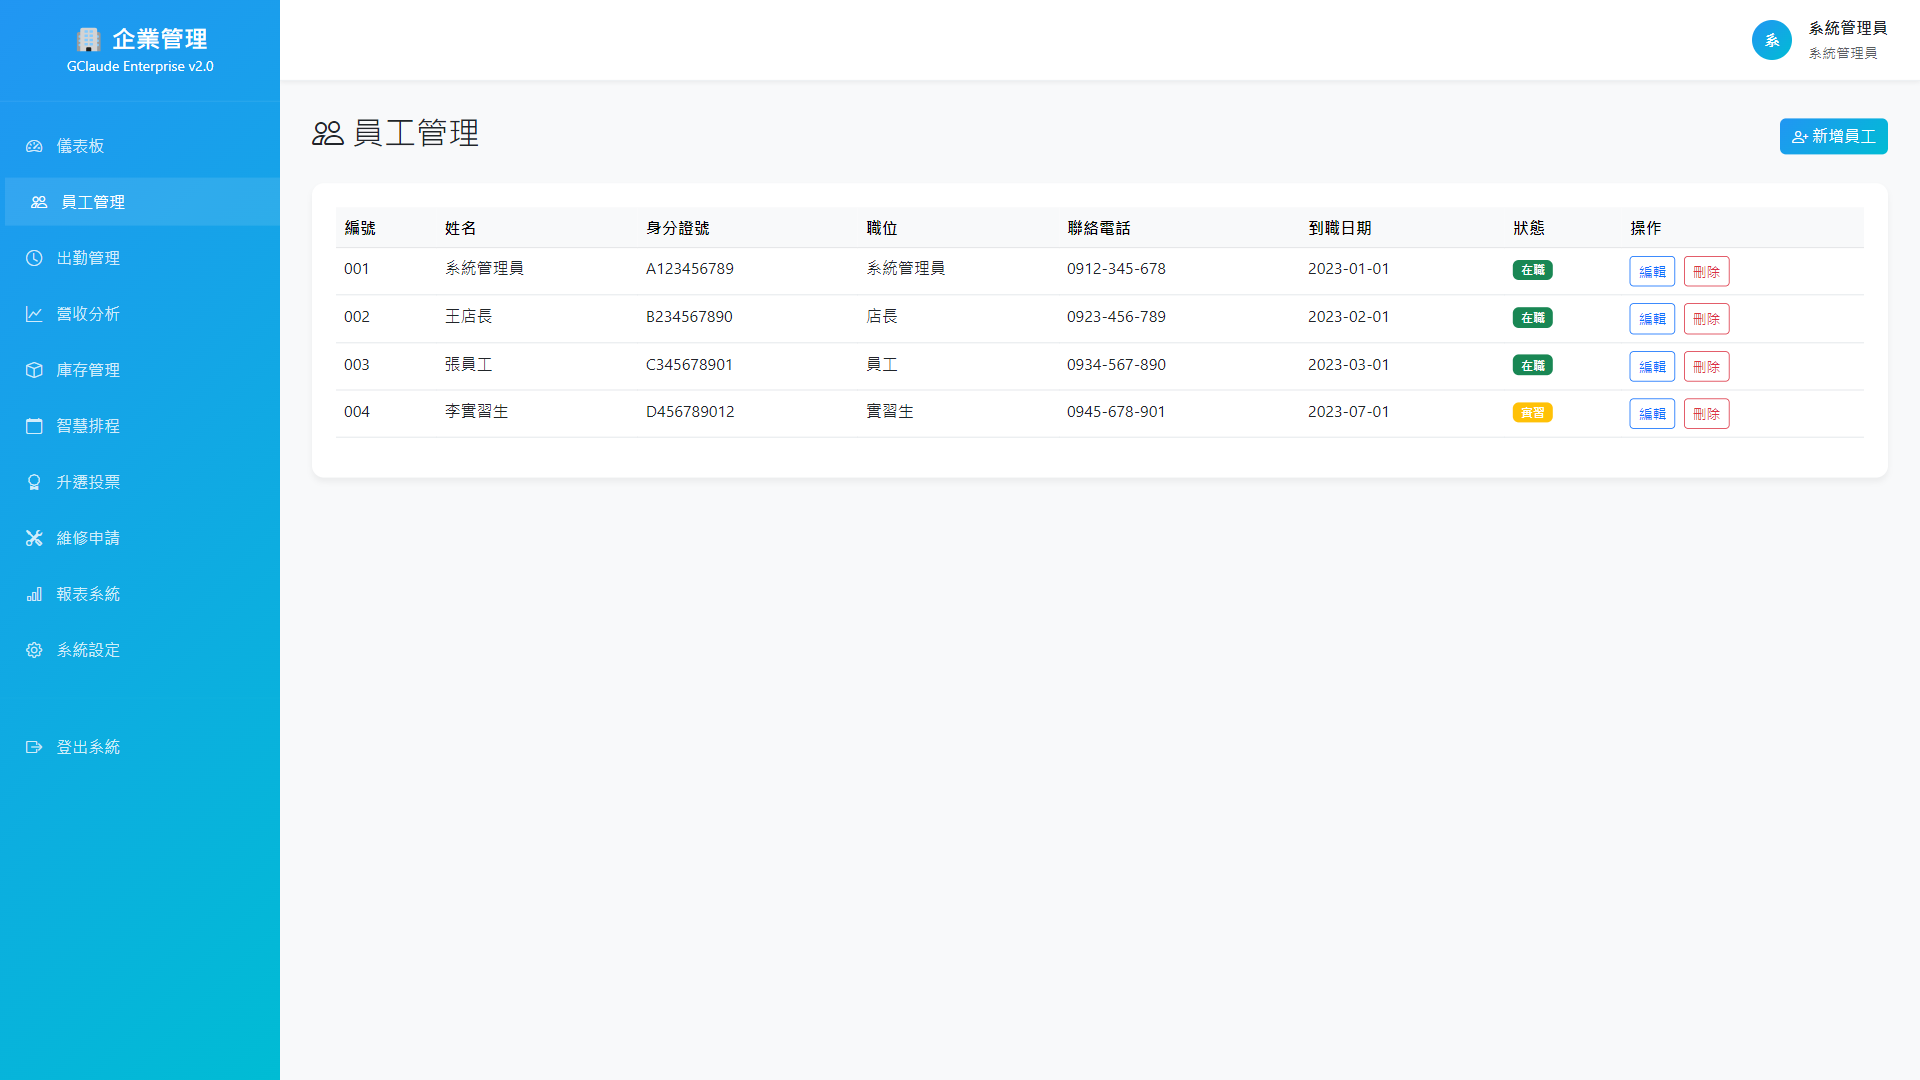 企業管理
GClaude Enterprise v2.0
儀表板
員工管理
出勤管理
營收分析
庫存管理
智慧排程
升遷投票
維修申請
報表系統
系統設定
登出系統
系
系統管理員
系統管理員
員工管理
新增員工
編號 姓名 身分證號 職位 聯絡電話 到職日期 狀態 操作
001 系統管理員 A123456789 系統管理員 0912-345-678 2023-01-01 在職 編輯 刪除
002 王店長 B234567890 店長 0923-456-789 2023-02-01 在職 編輯 刪除
003 張員工 C345678901 員工 0934-567-890 2023-03-01 在職 編輯 刪除
004 李實習生 D456789012 實習生 0945-678-901 2023-07-01 實習 編輯 刪除